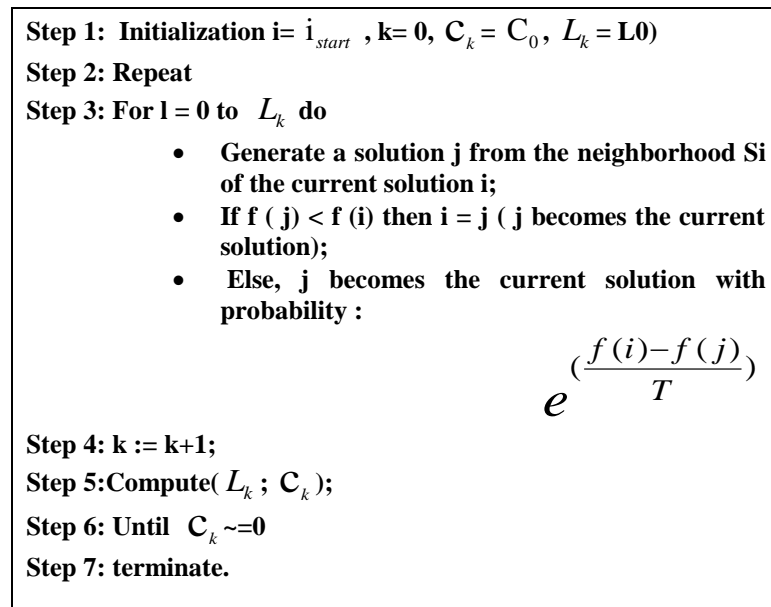 Step 1: Initialization i= i_start , k= 0, C_k = C_0 , L_k = L0)
Step 2: Repeat
Step 3: For l = 0 to L_k do
• Generate a solution j from the neighborhood Si
of the current solution i;
• If f ( j) < f (i) then i = j ( j becomes the current
solution);
• Else, j becomes the current solution with
probability :
e^((f(i)−f(j))/T)
Step 4: k := k+1;
Step 5:Compute( L_k ; C_k );
Step 6: Until C_k ~=0
Step 7: terminate.